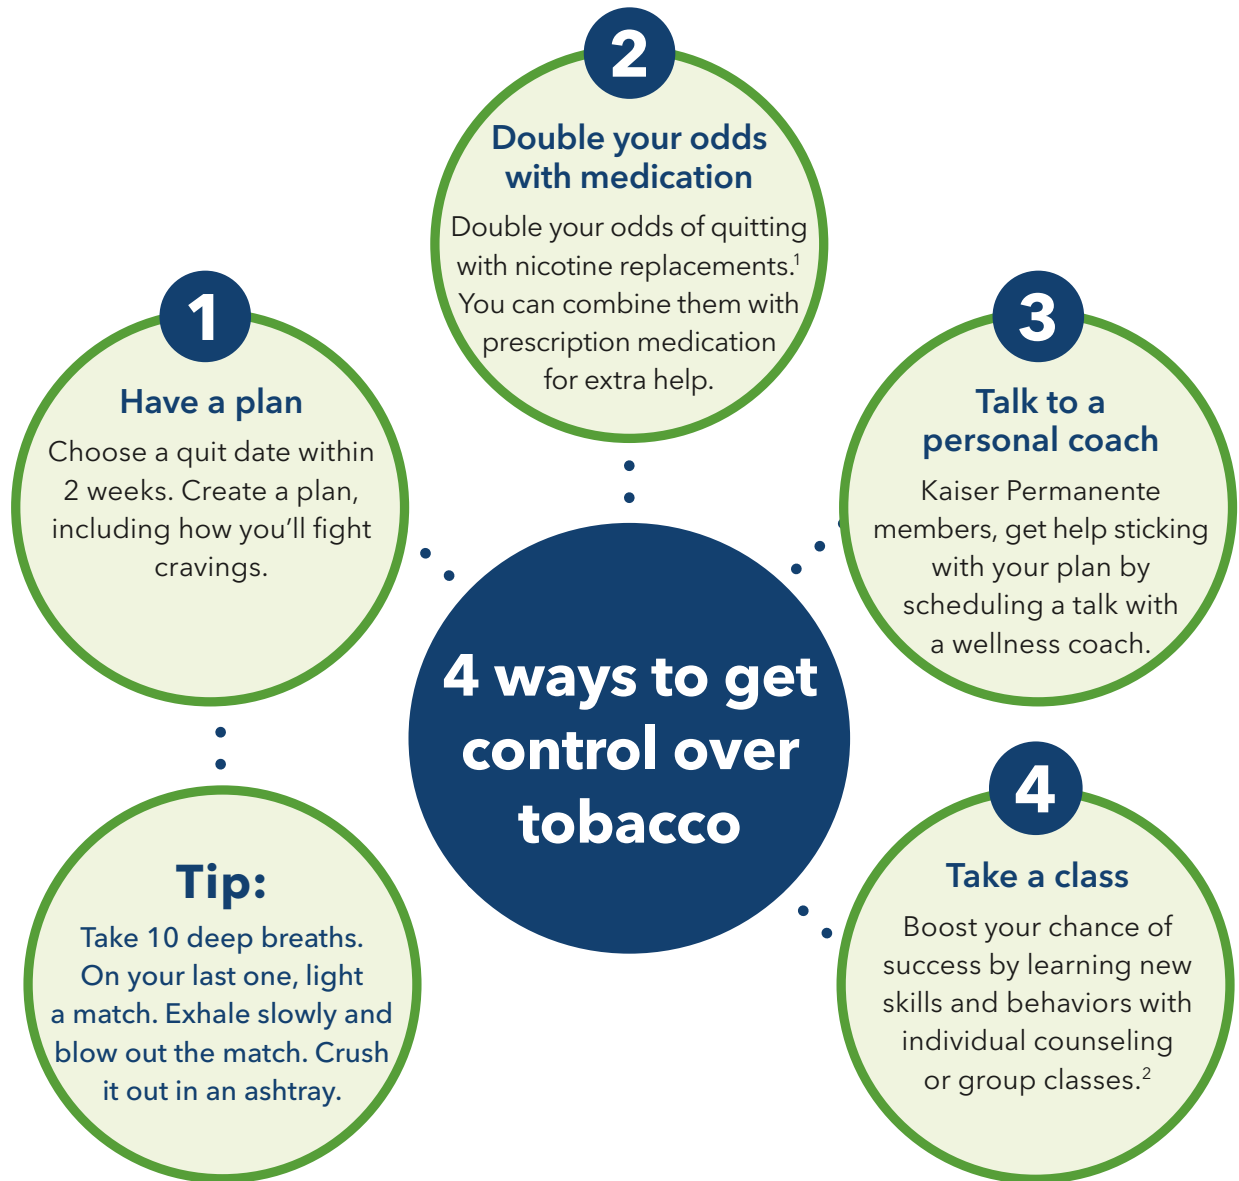 4 ways to get
control over
tobacco
1
Have a plan
Choose a quit date within
2 weeks. Create a plan,
including how you’ll fight
cravings.
Tip:
Take 10 deep breaths.
On your last one, light
a match. Exhale slowly and
blow out the match. Crush
it out in an ashtray.
2
Double your odds
with medication
Double your odds of quitting
with nicotine replacements.¹
You can combine them with
prescription medication
for extra help.
3
Talk to a
personal coach
Kaiser Permanente
members, get help sticking
with your plan by
scheduling a talk with
a wellness coach.
4
Take a class
Boost your chance of
success by learning new
skills and behaviors with
individual counseling
or group classes.²